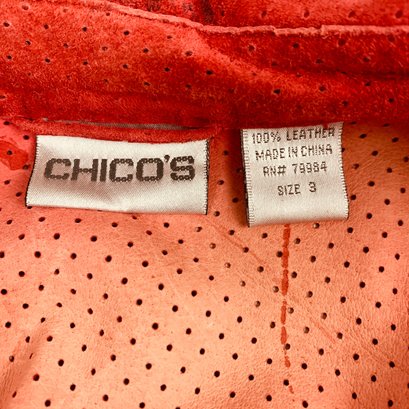 CHICO'S
100% LEATHER
MADE IN CHINA
RN# 79984
SIZE 3